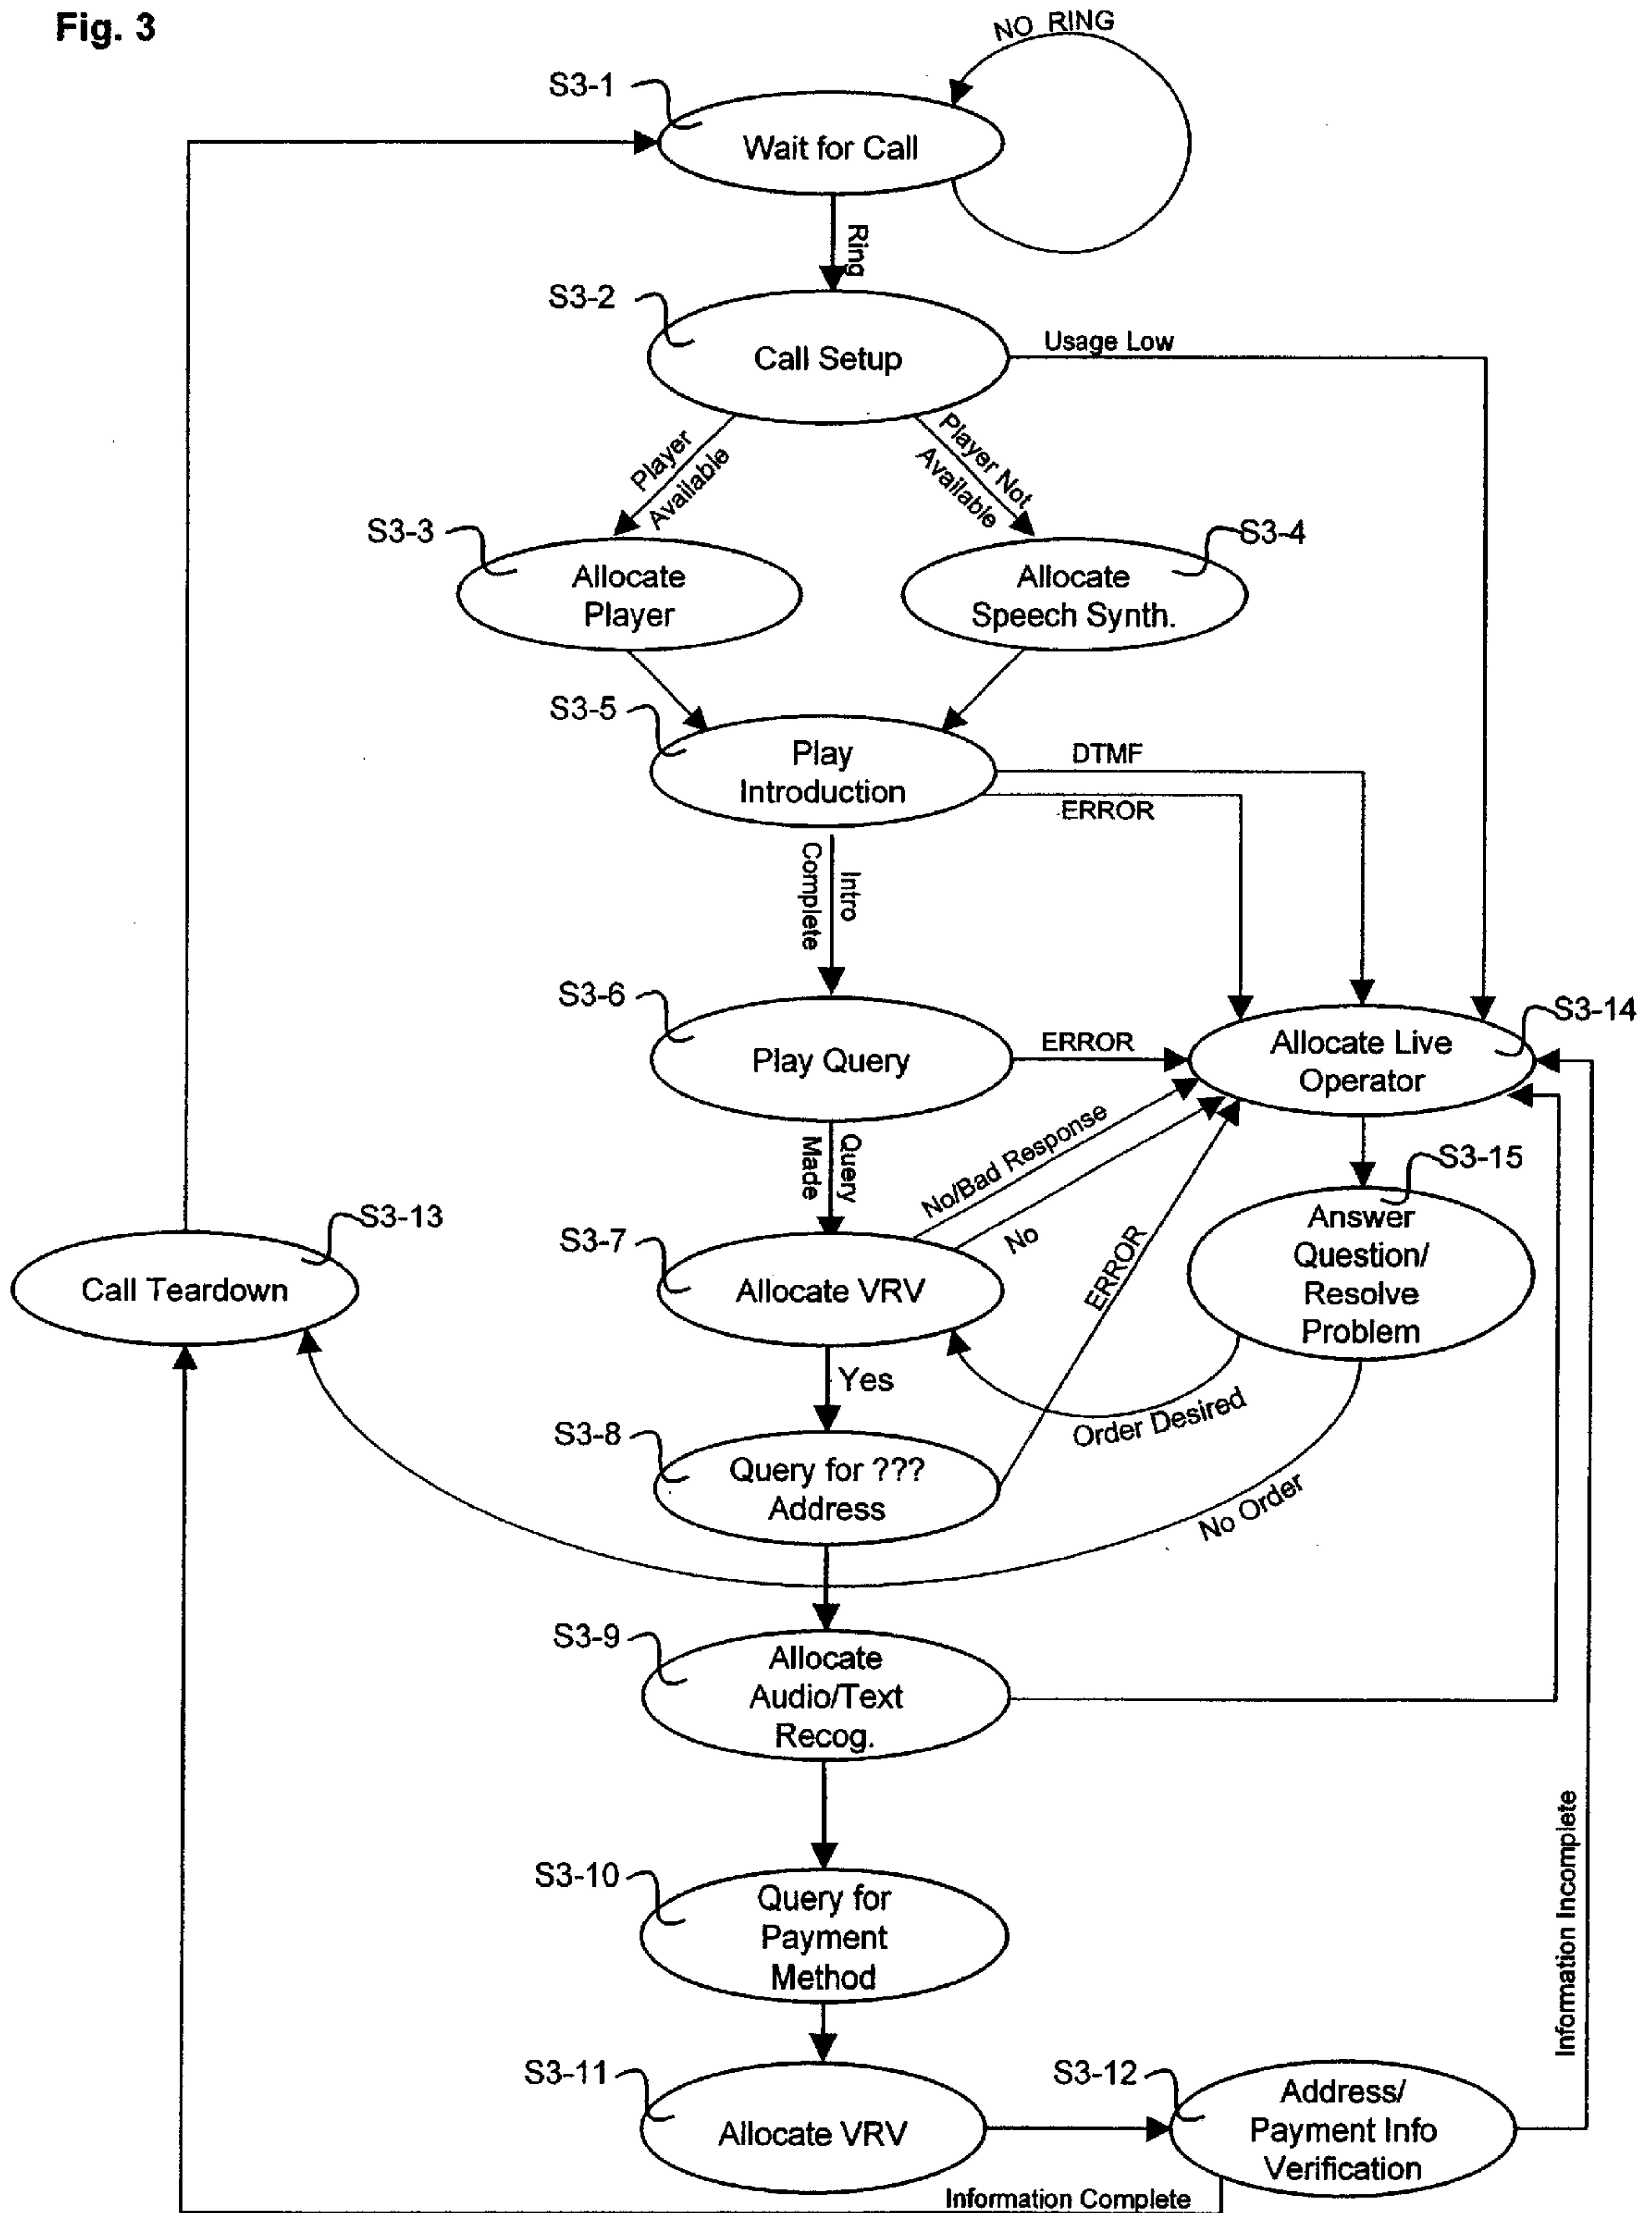 Fig. 3
NO RING
S3-1
Wait for Call
Ring
S3-2
Call Setup
Usage Low
Player
Available
Player Not
Available
S3-3
Allocate
Player
S3-4
Allocate
Speech Synth.
S3-5
Play
Introduction
DTMF
ERROR
Intro
Complete
S3-6
Play Query
ERROR
S3-14
Allocate Live
Operator
Query
Made
No/Bad Response
No
ERROR
S3-15
Answer
Question/
Resolve
Problem
S3-13
Call Teardown
S3-7
Allocate VRV
Yes
Order Desired
No Order
S3-8
Query for ???
Address
S3-9
Allocate
Audio/Text
Recog.
S3-10
Query for
Payment
Method
Information Incomplete
S3-11
Allocate VRV
S3-12
Address/
Payment Info
Verification
Information Complete